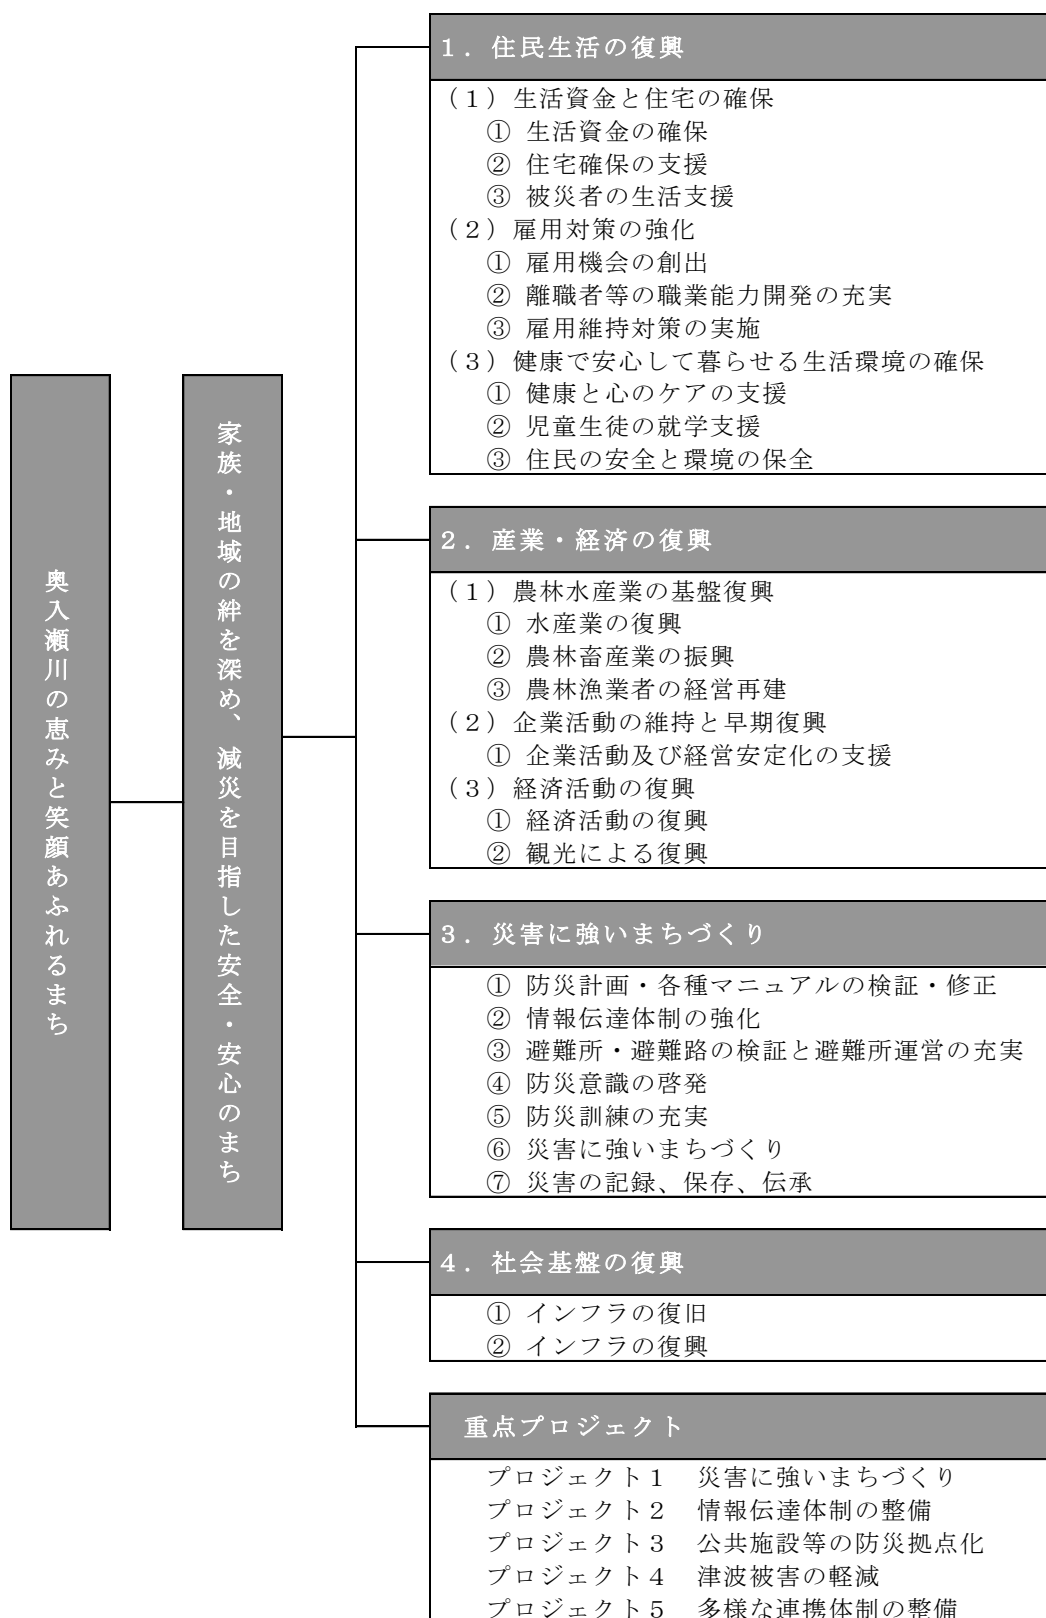 奥入瀬川の恵みと笑顔あふれるまち
家族・地域の絆を深め、減災を目指した安全・安心のまち
１．住民生活の復興
（１）生活資金と住宅の確保
① 生活資金の確保
② 住宅確保の支援
③ 被災者の生活支援
（２）雇用対策の強化
① 雇用機会の創出
② 離職者等の職業能力開発の充実
③ 雇用維持対策の実施
（３）健康で安心して暮らせる生活環境の確保
① 健康と心のケアの支援
② 児童生徒の就学支援
③ 住民の安全と環境の保全
２．産業・経済の復興
（１）農林水産業の基盤復興
① 水産業の復興
② 農林畜産業の振興
③ 農林漁業者の経営再建
（２）企業活動の維持と早期復興
① 企業活動及び経営安定化の支援
（３）経済活動の復興
① 経済活動の復興
② 観光による復興
３．災害に強いまちづくり
① 防災計画・各種マニュアルの検証・修正
② 情報伝達体制の強化
③ 避難所・避難路の検証と避難所運営の充実
④ 防災意識の啓発
⑤ 防災訓練の充実
⑥ 災害に強いまちづくり
⑦ 災害の記録、保存、伝承
４．社会基盤の復興
① インフラの復旧
② インフラの復興
重点プロジェクト
プロジェクト１　災害に強いまちづくり
プロジェクト２　情報伝達体制の整備
プロジェクト３　公共施設等の防災拠点化
プロジェクト４　津波被害の軽減
プロジェクト５　多様な連携体制の整備